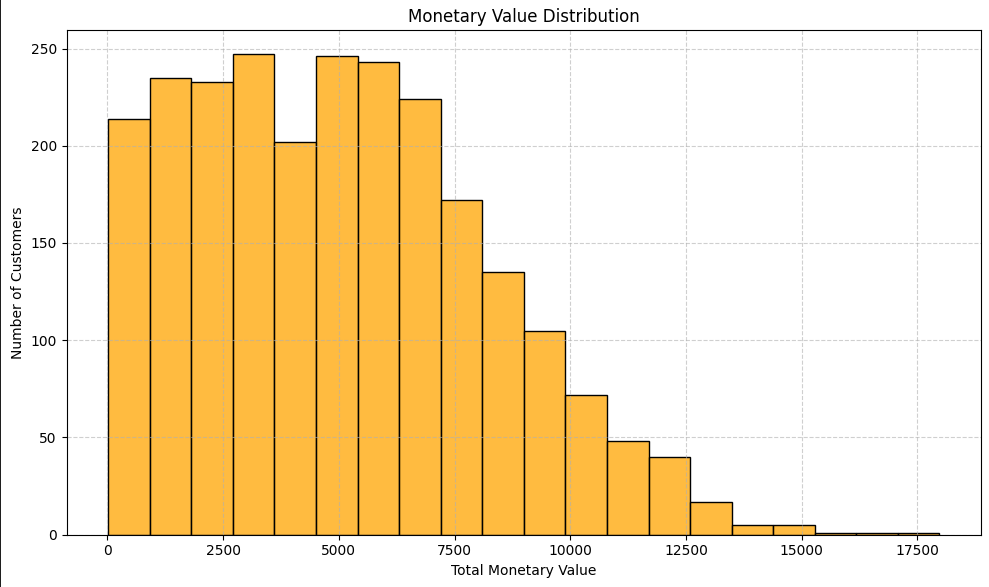 Monetary Value Distribution
250
200
150
100
50
0
Number of Customers
0 2500 5000 7500 10000 12500 15000 17500
Total Monetary Value